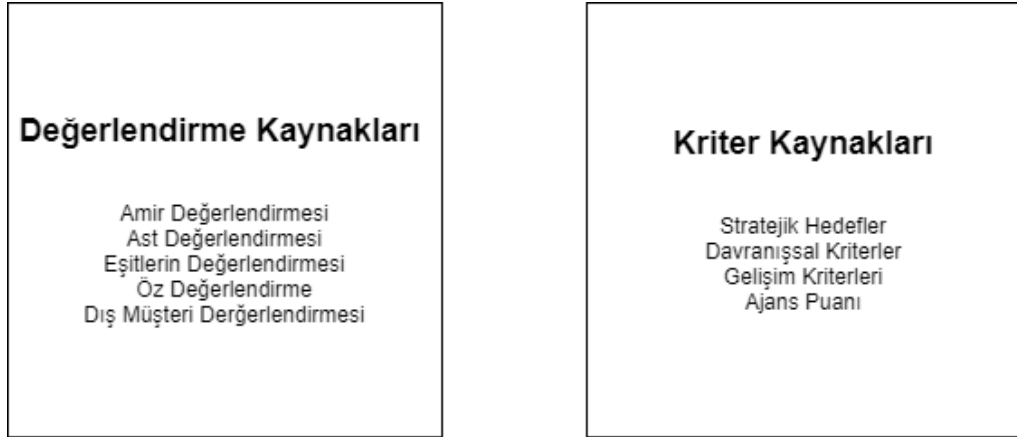 Değerlendirme Kaynakları
Amir Değerlendirmesi
Ast Değerlendirmesi
Eşitlerin Değerlendirmesi
Öz Değerlendirme
Dış Müşteri Derğerlendirmesi
Kriter Kaynakları
Stratejik Hedefler
Davranışsal Kriterler
Gelişim Kriterleri
Ajans Puanı